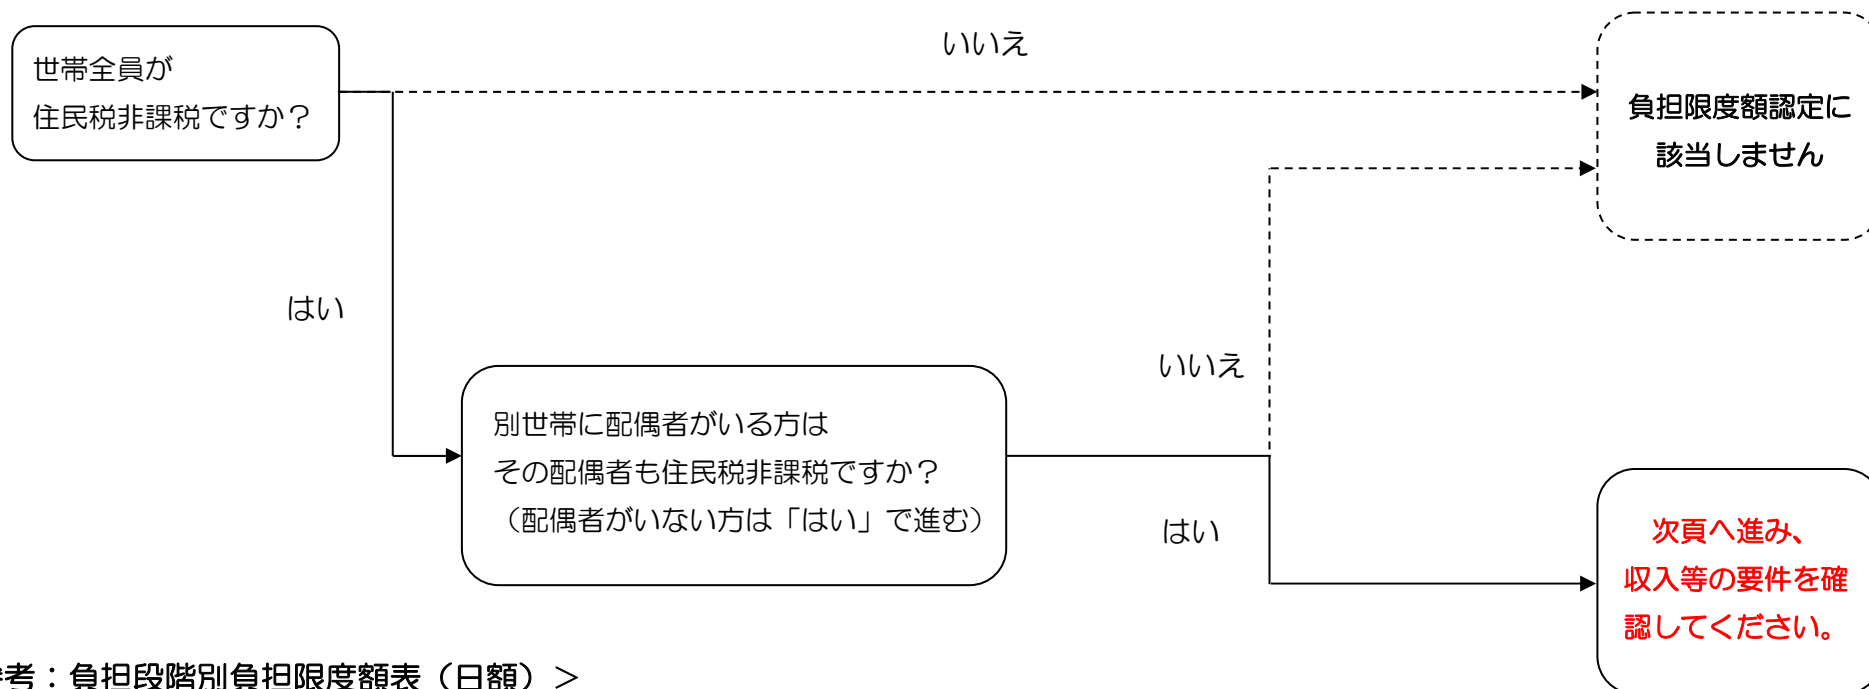 世帯全員が
住民税非課税ですか？
いいえ
負担限度額認定に
該当しません
はい
別世帯に配偶者がいる方は
その配偶者も住民税非課税ですか？
（配偶者がいない方は「はい」で進む）
いいえ
はい
次頁へ進み、
収入等の要件を確
認してください。
考：負担段階別負担限度額表（日額）＞